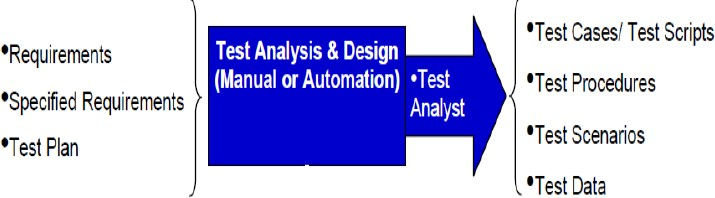 •Requirements
•Specified Requirements
•Test Plan
Test Analysis & Design
(Manual or Automation)
•Test
Analyst
•Test Cases/ Test Scripts
•Test Procedures
•Test Scenarios
•Test Data